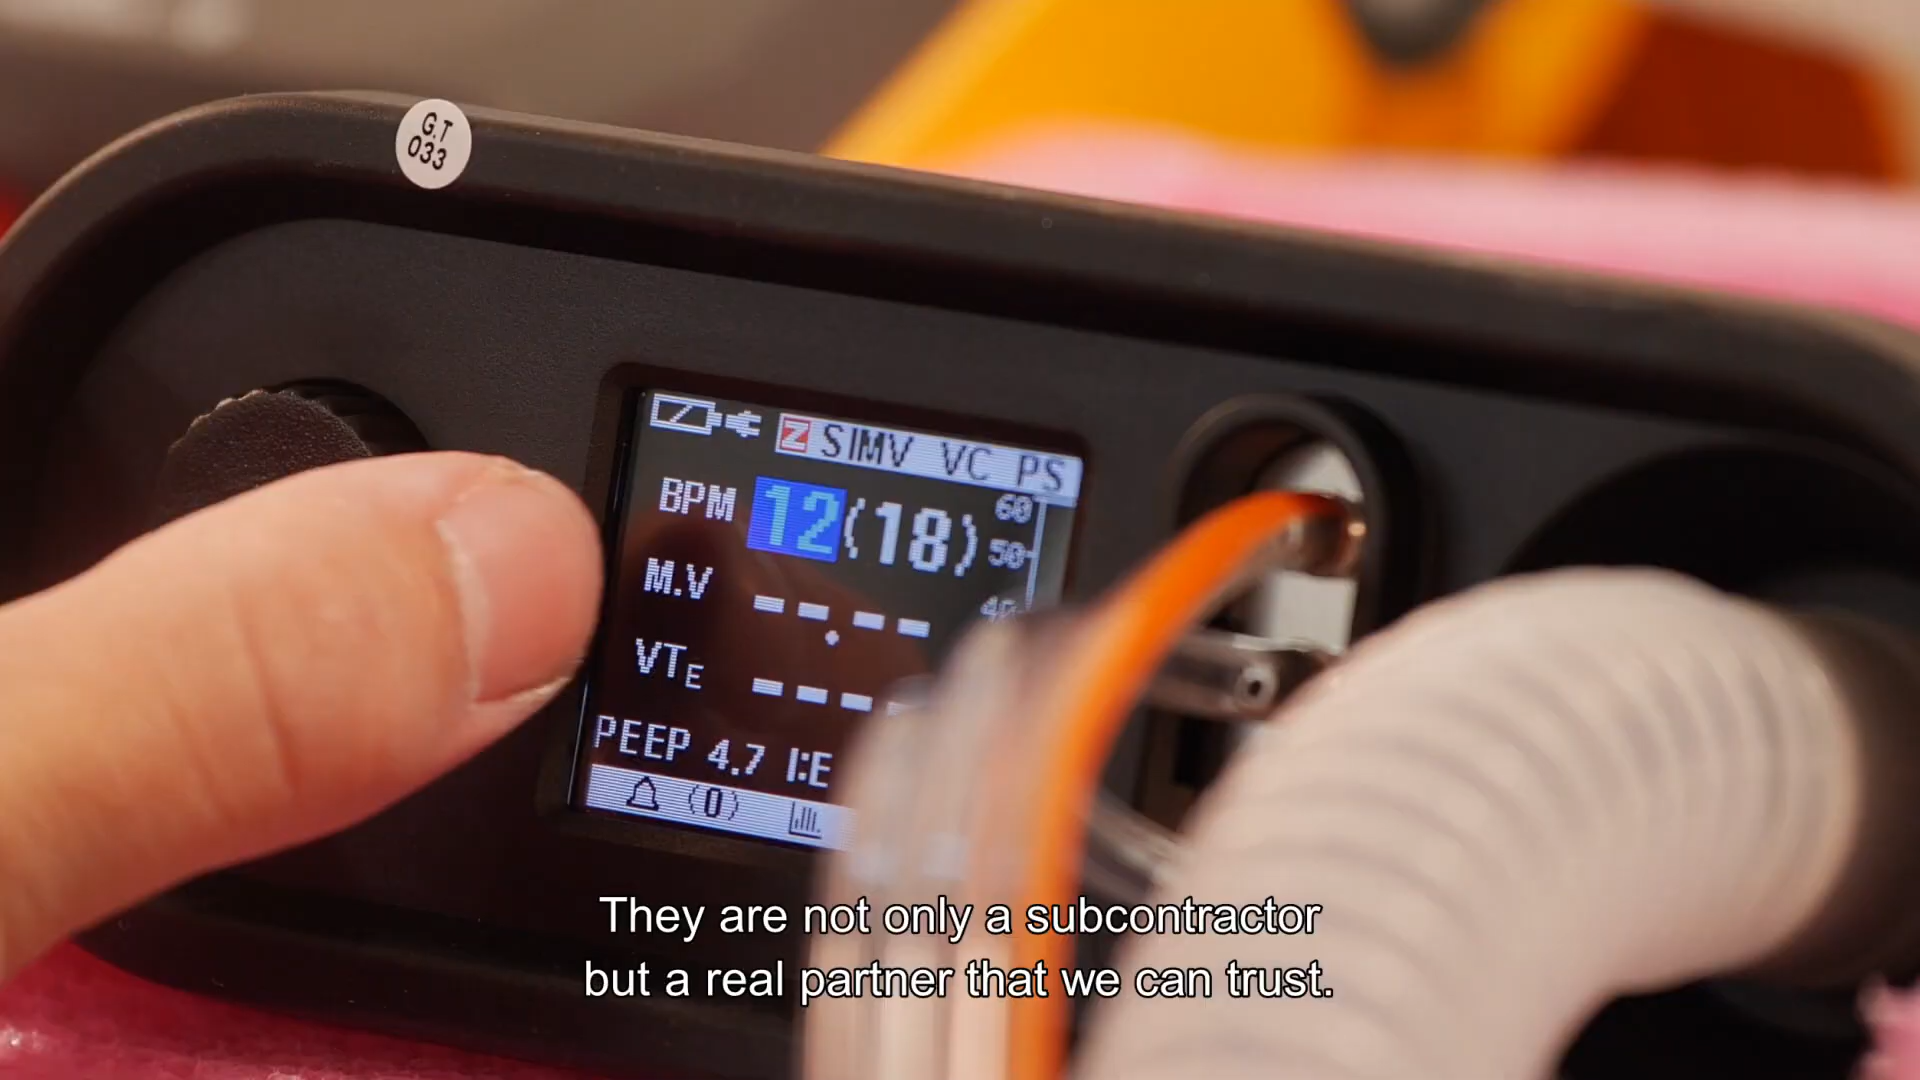 G.T
033
Z SIMV VC PS
BPM 12(18)
60
50
40
M.V --.--
VTE ----
PEEP 4.7 I:E
(0)
They are not only a subcontractor
but a real partner that we can trust.